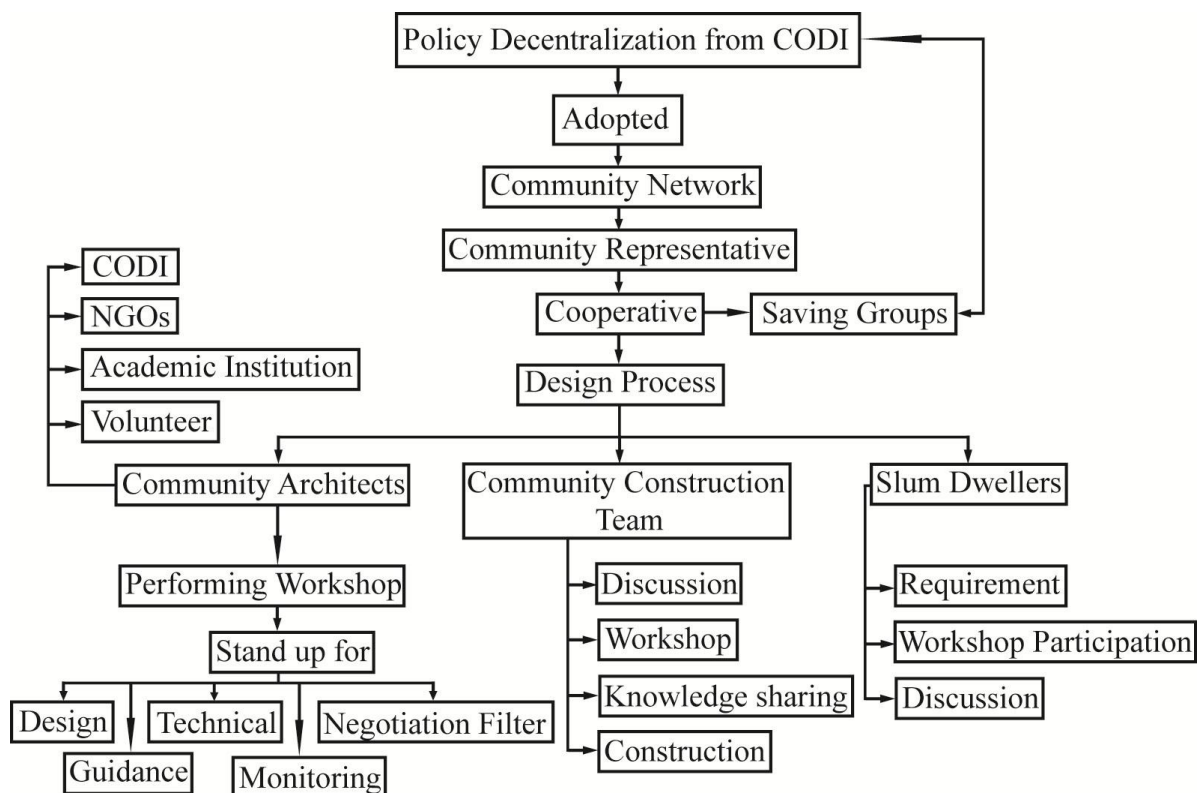 Policy Decentralization from CODI
Adopted
Community Network
Community Representative
Cooperative
Saving Groups
Design Process
CODI
NGOs
Academic Institution
Volunteer
Community Architects
Community Construction
Team
Slum Dwellers
Performing Workshop
Stand up for
Design
Technical
Negotiation Filter
Guidance
Monitoring
Discussion
Workshop
Knowledge sharing
Construction
Requirement
Workshop Participation
Discussion